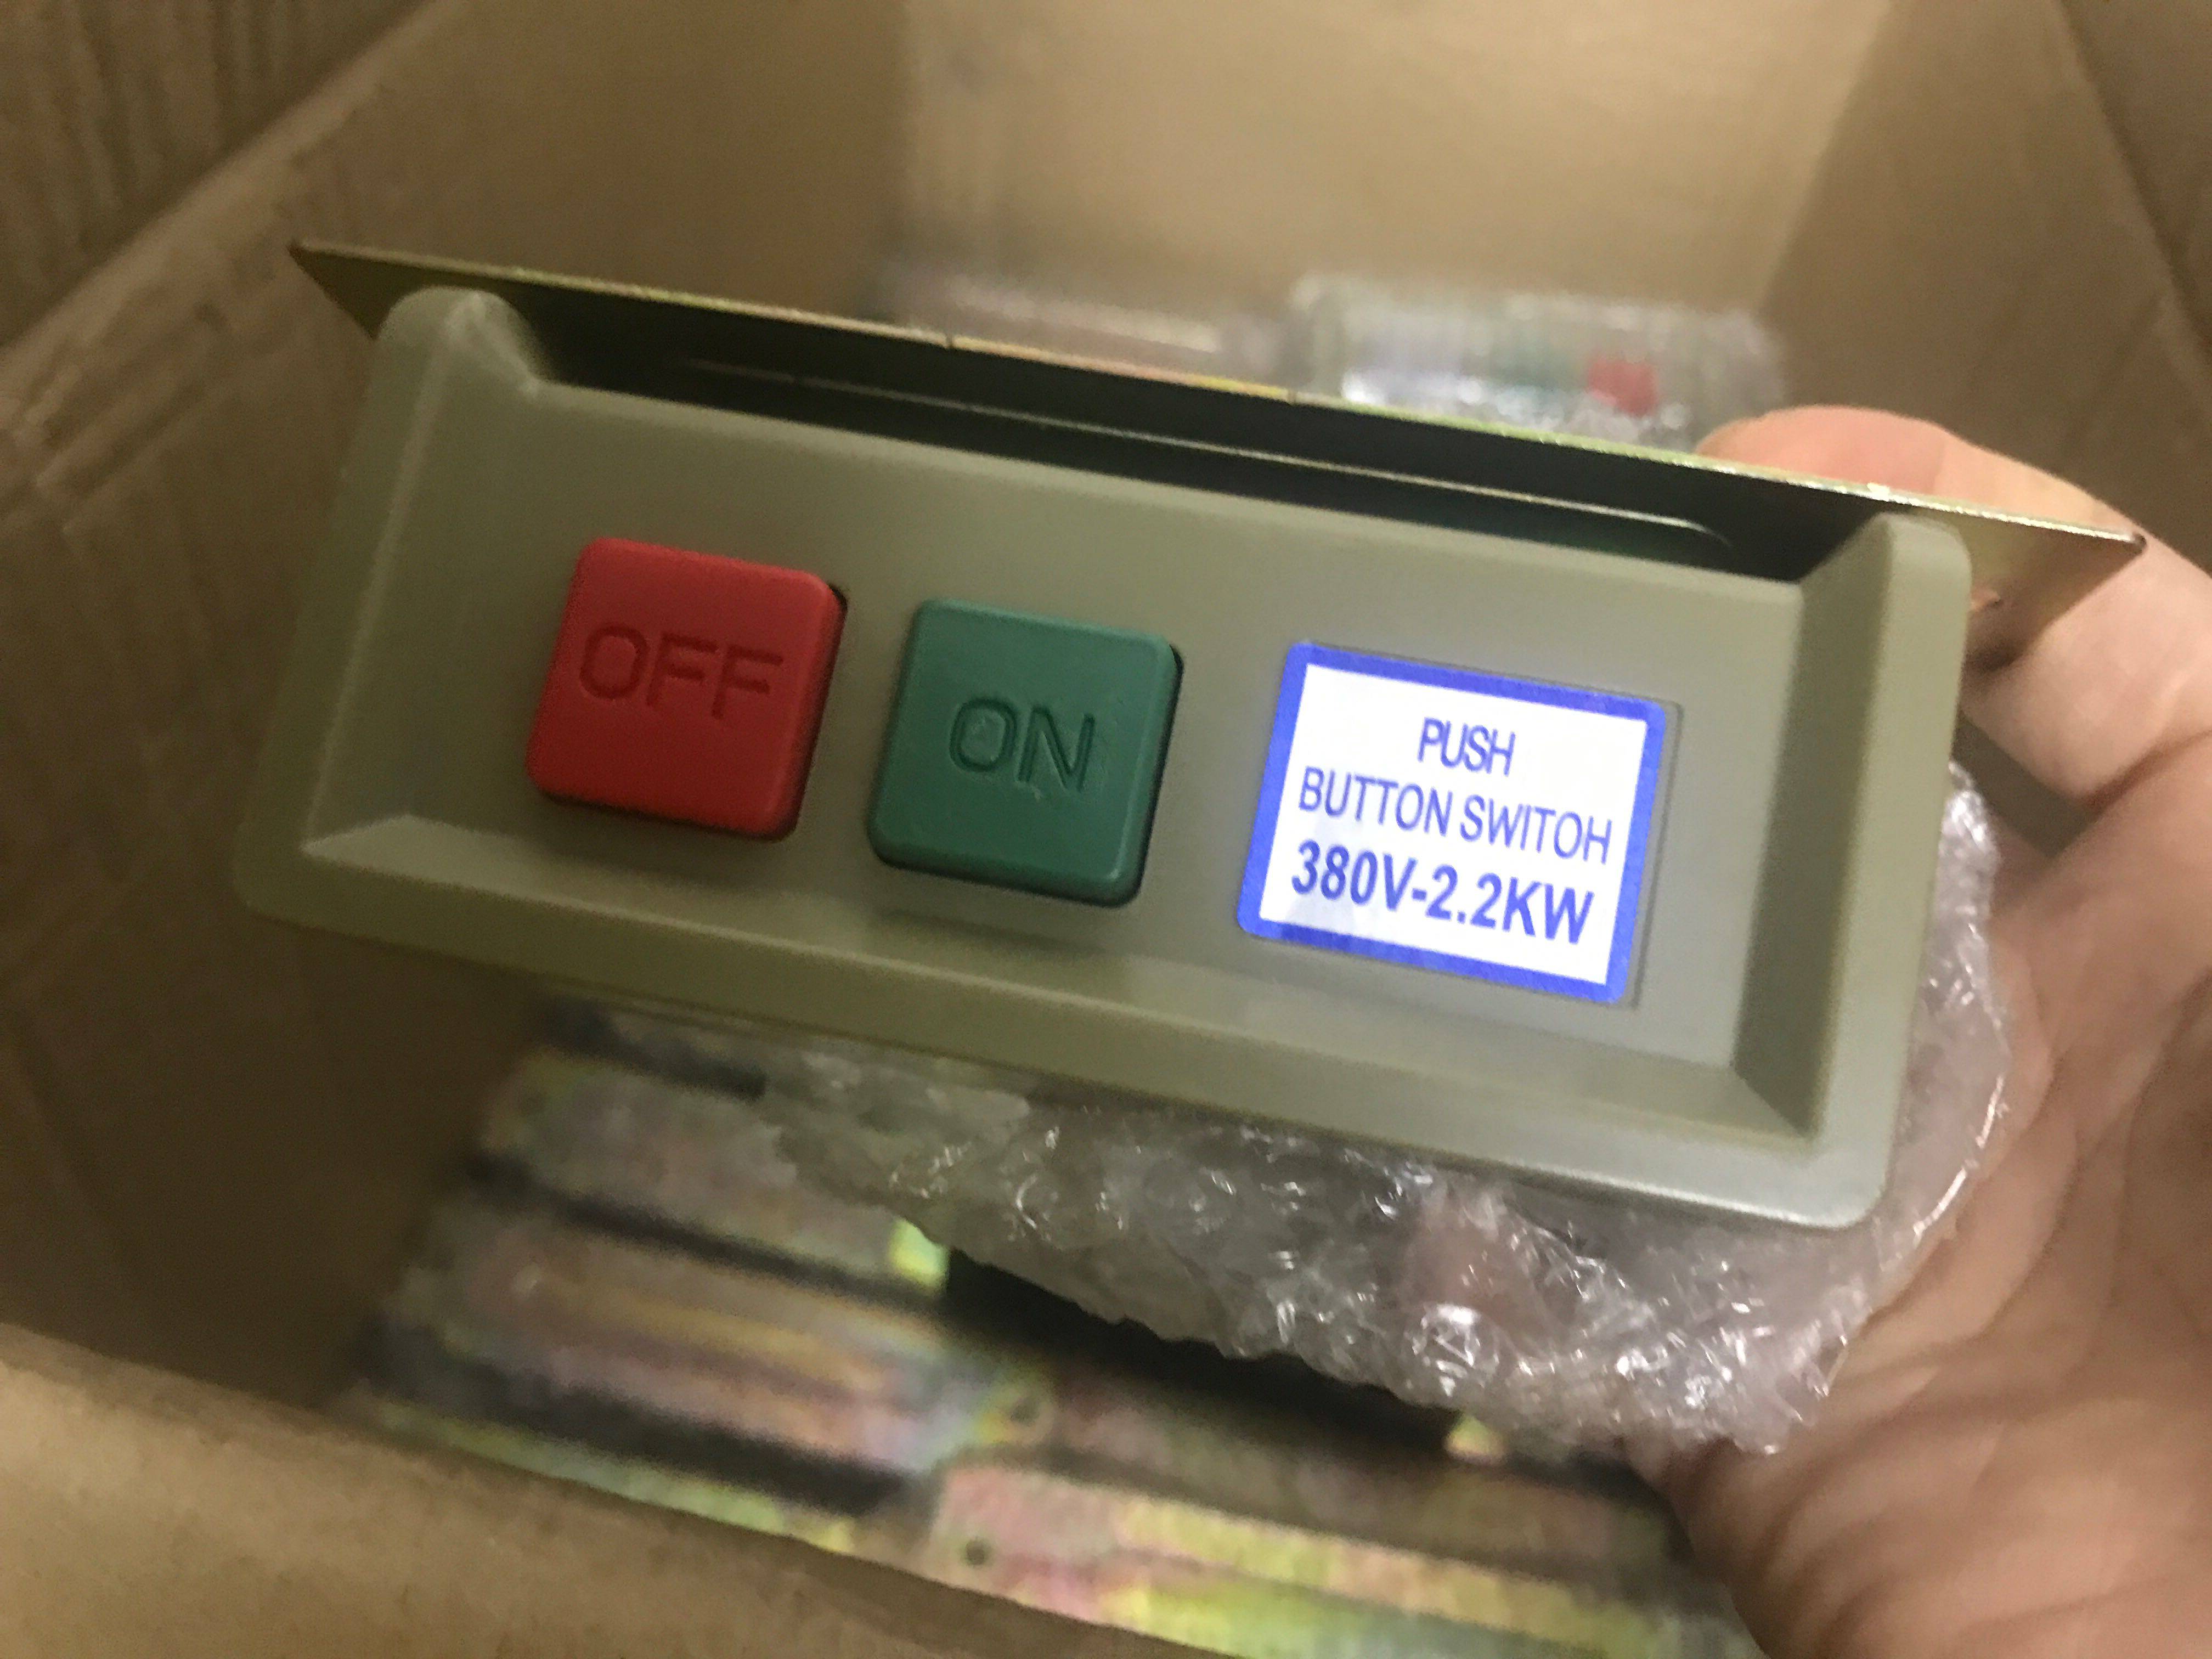 OFF
ON
PUSH
BUTTON SWITOH
380V-2.2KW